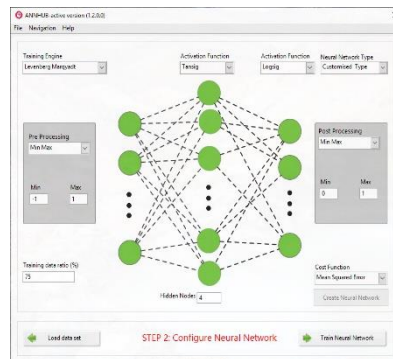 ANNHUB-active version (1.2.0.0)
File Navigation Help
Training Engine
Levenberg Marqvadt
Activation Function
Tansig
Activation Function
Logsig
Neural Network Type
Customised Type
Pre Processing
Min Max
Min Max
-1 1
Post Processing
Min Max
Min Max
0 1
Training data ratio (%)
75
Hidden Nodes 4
Cost Function
Mean Squared Error
Create Neural Network
Load data set
STEP 2: Configure Neural Network
Train Neural Network